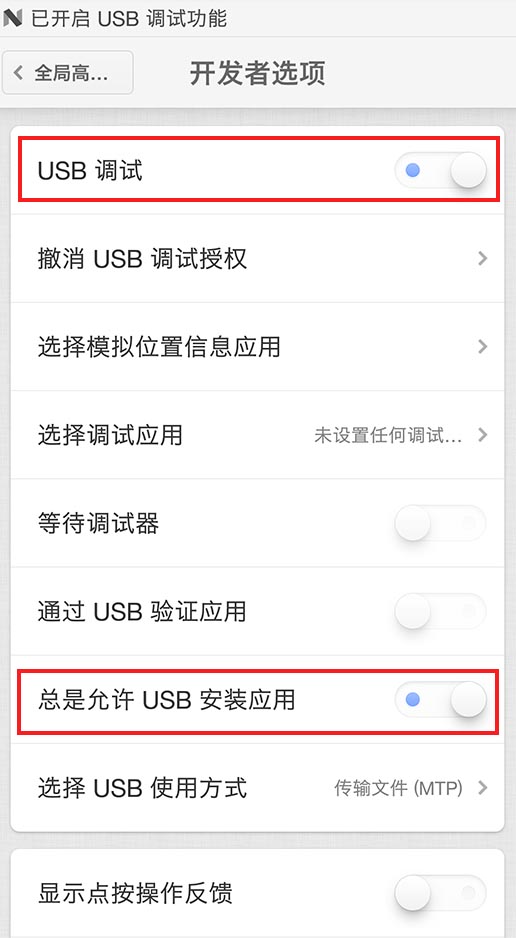 已开启 USB 调试功能
全局高...
开发者选项
USB 调试
撤消 USB 调试授权
选择模拟位置信息应用
选择调试应用
未设置任何调试...
等待调试器
通过 USB 验证应用
总是允许 USB 安装应用
选择 USB 使用方式
传输文件 (MTP)
显示点按操作反馈